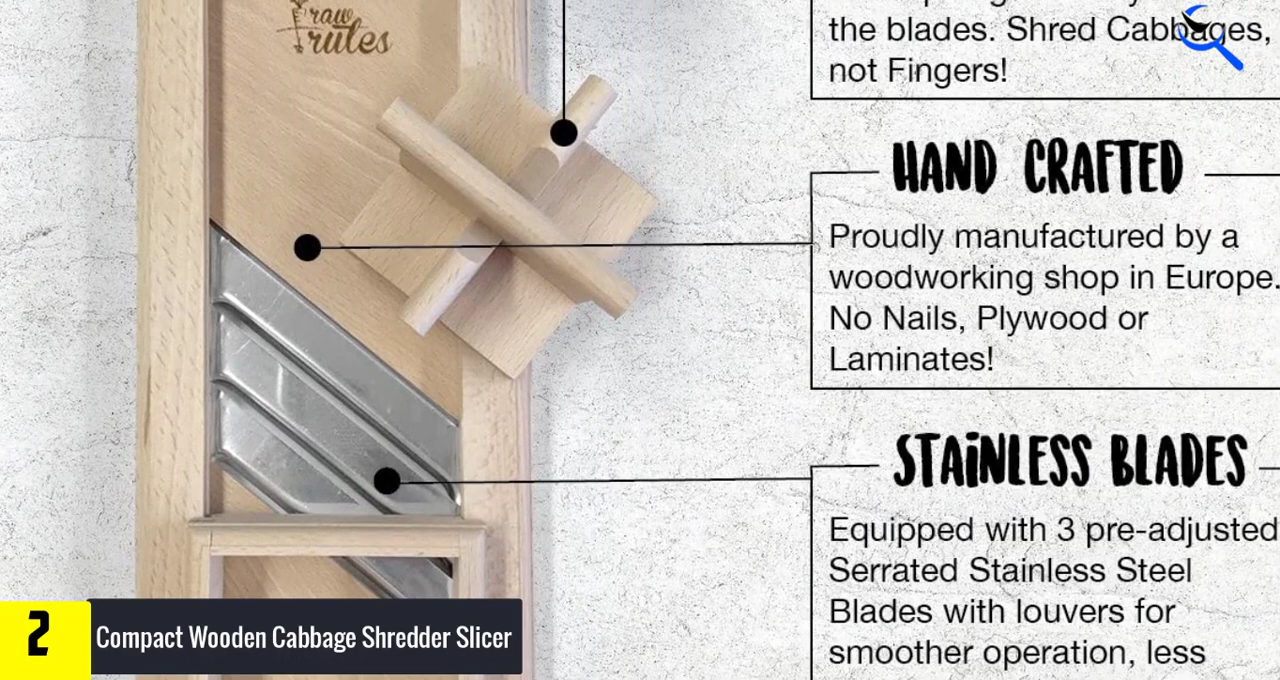 raw
rules
the blades. Shred Cabbages,
not Fingers!
HAND CRAFTED
Proudly manufactured by a
woodworking shop in Europe.
No Nails, Plywood or
Laminates!
STAINLESS BLADES
Equipped with 3 pre-adjusted
Serrated Stainless Steel
Blades with louvers for
smoother operation, less
2
Compact Wooden Cabbage Shredder Slicer